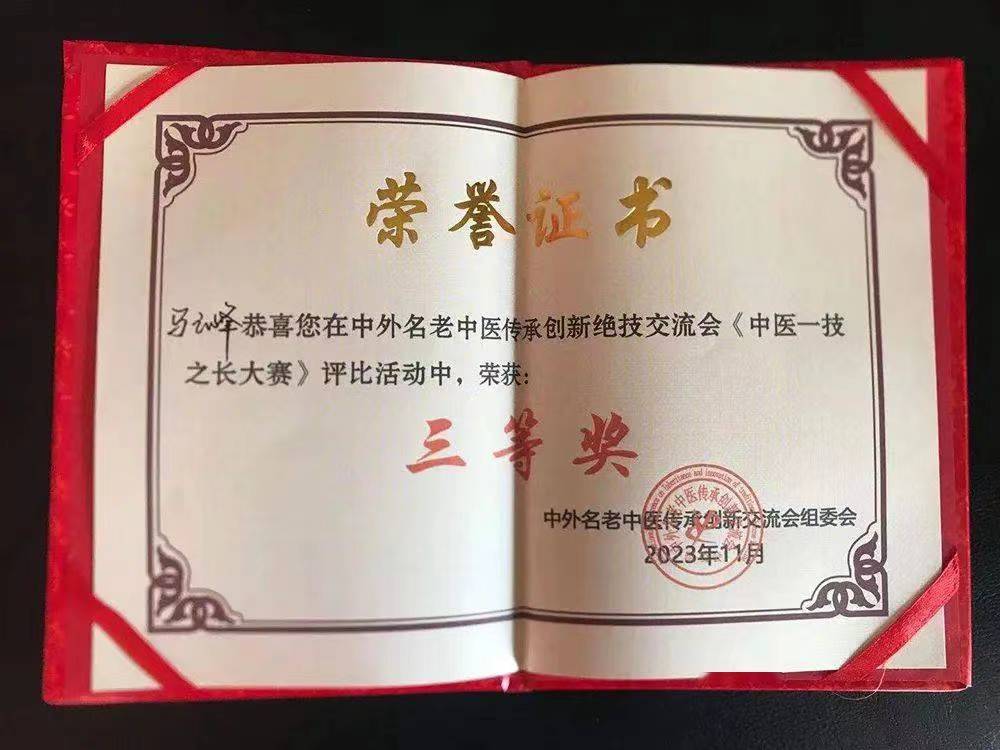 荣誉证书
恭喜您在中外名老中医传承创新绝技交流会《中医一技
之长大赛》评比活动中，荣获：
三等奖
中外名老中医传承创新交流会组委会
2023年11月